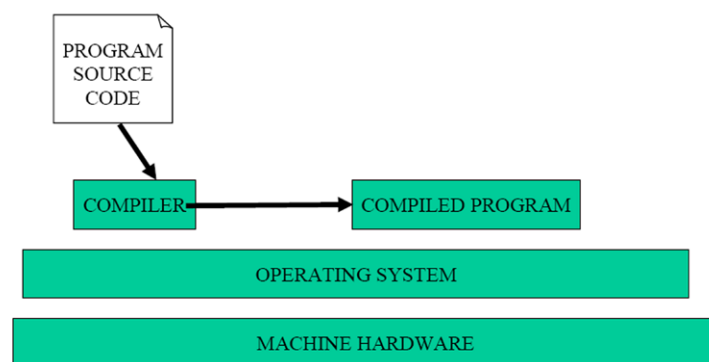 PROGRAM
SOURCE
CODE
COMPILER
COMPILED PROGRAM
OPERATING SYSTEM
MACHINE HARDWARE